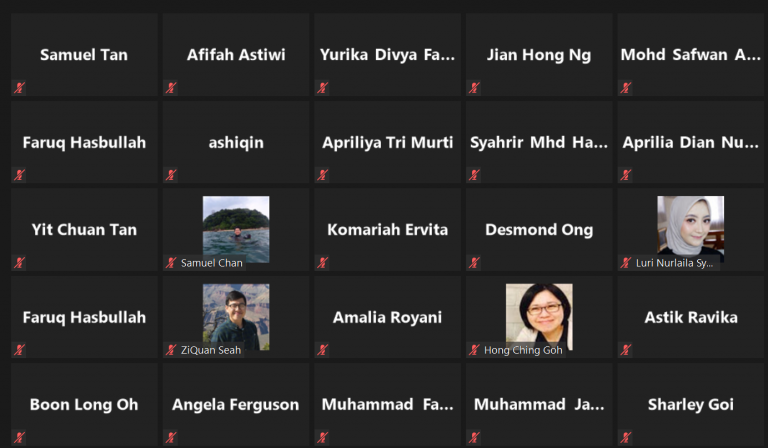 Samuel Tan
Afifah Astiwi
Yurika Divya Fa...
Jian Hong Ng
Mohd Safwan A...
Faruq Hasbullah
ashiqin
Apriliya Tri Murti
Syahrir Mhd Ha...
Aprilia Dian Nu...
Yit Chuan Tan
Samuel Chan
Komariah Ervita
Desmond Ong
Luri Nurlaila Sy...
Faruq Hasbullah
ZiQuan Seah
Amalia Royani
Hong Ching Goh
Astik Ravika
Boon Long Oh
Angela Ferguson
Muhammad Fa...
Muhammad Ja...
Sharley Goi